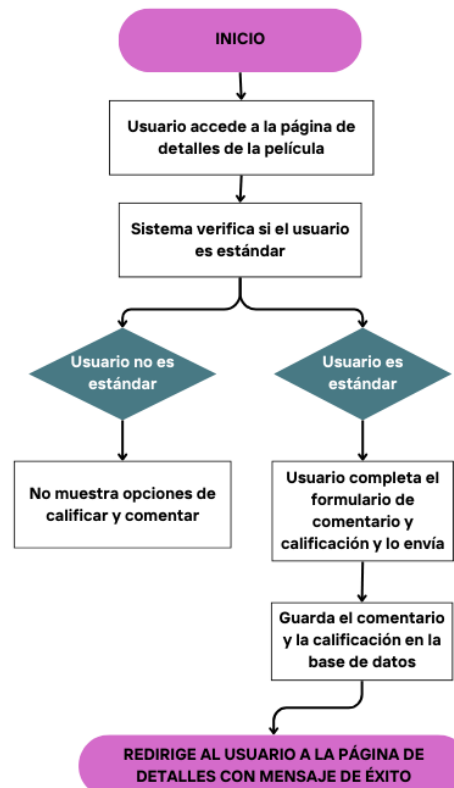 INICIO
Usuario accede a la página de
detalles de la película
Sistema verifica si el usuario
es estándar
Usuario no es
estándar
Usuario es
estándar
No muestra opciones de
calificar y comentar
Usuario completa el
formulario de
comentario y
calificación y lo envía
Guarda el comentario
y la calificación en la
base de datos
REDIRIGE AL USUARIO A LA PÁGINA DE
DETALLES CON MENSAJE DE ÉXITO